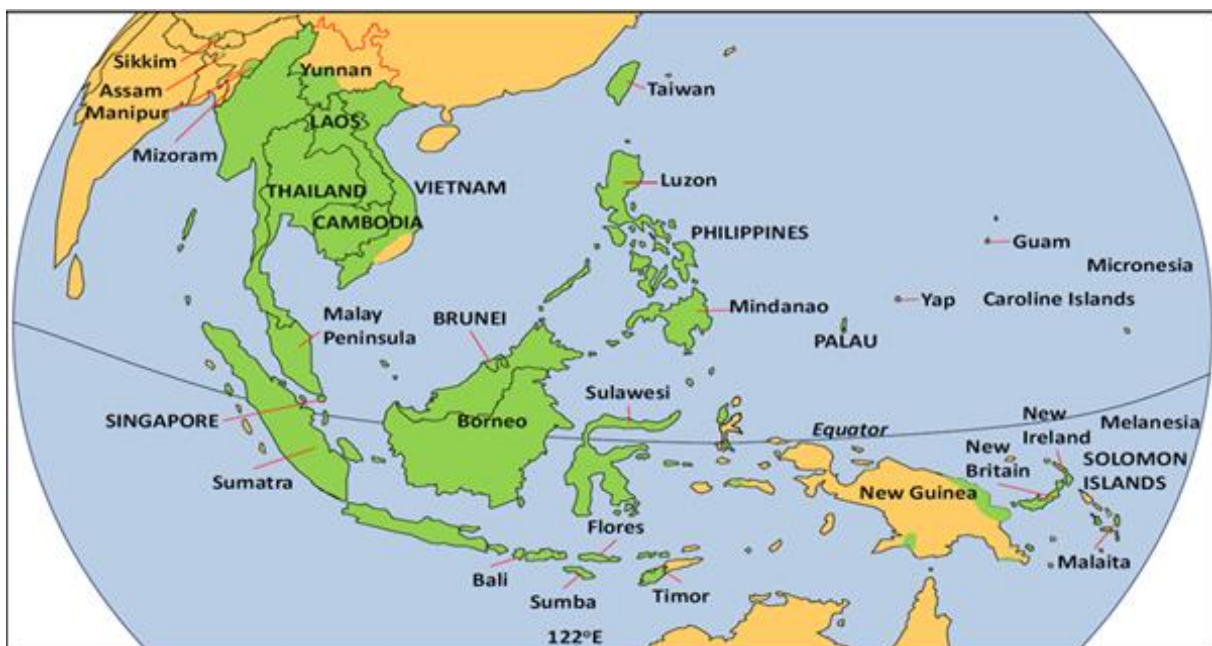 Sikkim
Assam
Manipur
Mizoram
Yunnan
LAOS
THAILAND
VIETNAM
CAMBODIA
Taiwan
Luzon
PHILIPPINES
Mindanao
Guam
Micronesia
Yap
Caroline Islands
PALAU
Malay
Peninsula
BRUNEI
SINGAPORE
Borneo
Sulawesi
Sumatra
Equator
New
Ireland
Melanesia
New
Britain
SOLOMON
ISLANDS
New Guinea
Malaita
Flores
Bali
Sumba
Timor
122°E